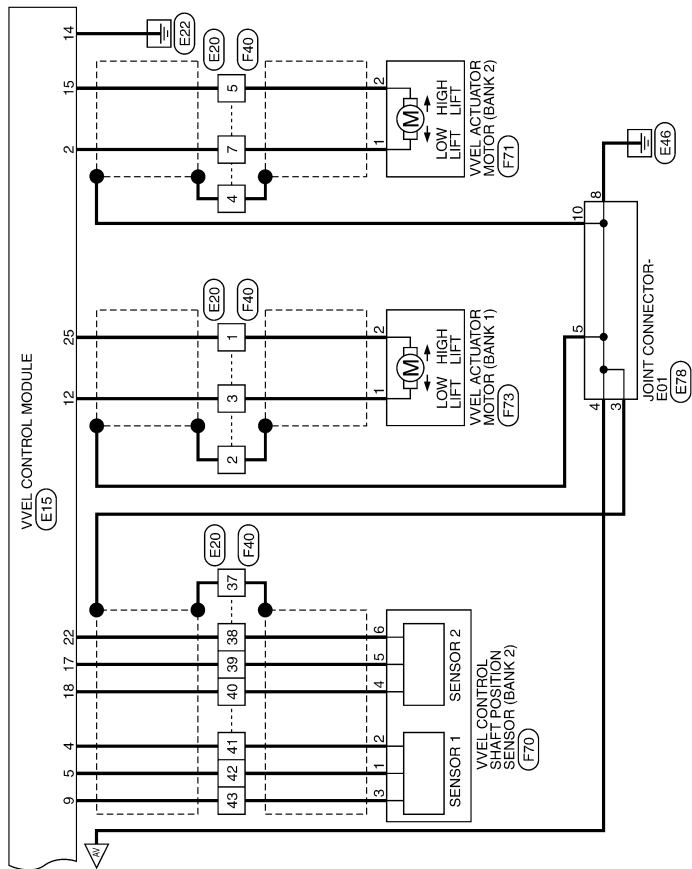 VVEL CONTROL MODULE
E15
9
5
4
18
17
22
12
25
2
15
14
E22
E20
F40
43
42
41
40
39
38
37
3
1
2
4
5
6
SENSOR 1
SENSOR 2
VVEL CONTROL
SHAFT POSITION
SENSOR (BANK 2)
F70
E20
F40
2
3
1
1
2
M
LOW
LIFT
HIGH
LIFT
VVEL ACTUATOR
MOTOR (BANK 1)
F73
E20
F40
4
7
5
1
2
M
LOW
LIFT
HIGH
LIFT
VVEL ACTUATOR
MOTOR (BANK 2)
F71
AV
4
3
5
10
8
JOINT CONNECTOR-
E01
E78
E46